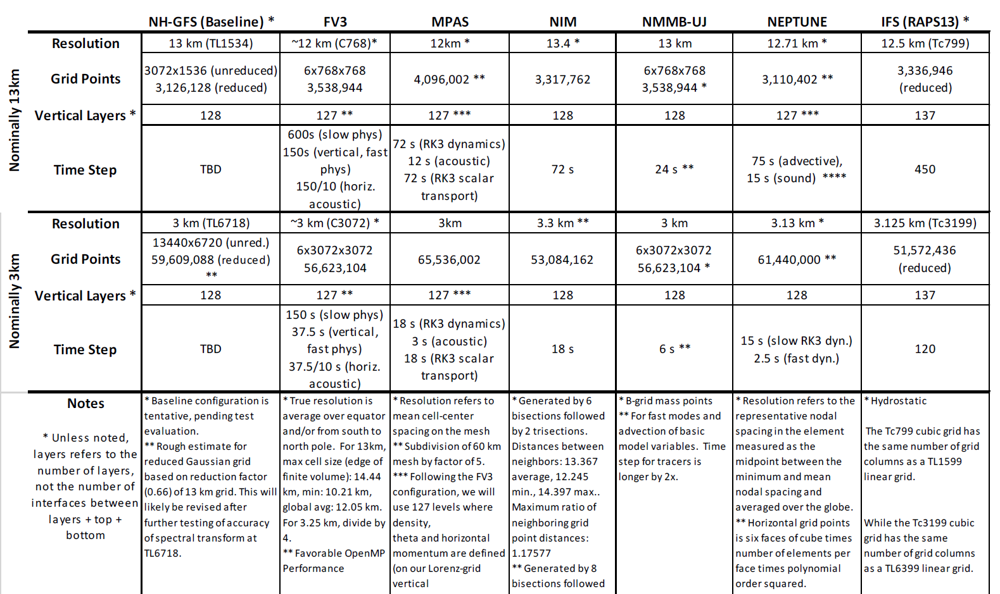 NH-GFS (Baseline) * FV3 MPAS NIM NMMB-UJ NEPTUNE IFS (RAPS13) *
Nominally 13km
Resolution 13 km (TL1534) ~12 km (C768)* 12km * 13.4 * 13 km 12.71 km * 12.5 km (Tc799)
Grid Points
3072x1536 (unreduced)
3,126,128 (reduced)
6x768x768
3,538,944
4,096,002 **
3,317,762
6x768x768
3,538,944 *
3,110,402 **
3,336,946
(reduced)
Vertical Layers * 128 127 ** 127 *** 128 128 127 *** 137
Time Step
TBD
600s (slow phys)
150s (vertical, fast
phys)
150/10 (horiz.
acoustic)
72 s (RK3 dynamics)
12 s (acoustic)
72 s (RK3 scalar
transport)
72 s
24 s **
75 s (advective),
15 s (sound) ****
450
Nominally 3km
Resolution 3 km (TL6718) ~3 km (C3072) * 3km 3.3 km ** 3 km 3.13 km * 3.125 km (Tc3199)
Grid Points
13440x6720 (unred.)
59,609,088 (reduced)
**
6x3072x3072
56,623,104
65,536,002
53,084,162
6x3072x3072
56,623,104 *
61,440,000 **
51,572,436
(reduced)
Vertical Layers * 128 127 ** 127 *** 128 128 128 137
Time Step
TBD
150 s (slow phys)
37.5 s (vertical,
fast phys)
37.5/10 s (horiz.
acoustic)
18 s (RK3 dynamics)
3 s (acoustic)
18 s (RK3 scalar
transport)
18 s
6 s **
15 s (slow RK3 dyn.)
2.5 s (fast dyn.)
120
Notes
* Unless noted,
layers refers to the
number of layers,
not the number of
interfaces between
layers + top +
bottom
* Baseline configuration is
tentative, pending test
evaluation.
** Rough estimate for
reduced Gaussian grid
based on reduction factor
(0.66) of 13 km grid. This will
likely be revised after
further testing of accuracy
of spectral transform at
TL6718.
* True resolution is
average over equator
and/or from south to
north pole. For 13km,
max cell size (edge of
finite volume): 14.44
km, min: 10.21 km,
global avg: 12.05 km.
For 3.25 km, divide by
4.
** Favorable OpenMP
Performance
* Resolution refers to
mean cell-center
spacing on the mesh
** Subdivision of 60 km
mesh by factor of 5.
*** Following the FV3
configuration, we will
use 127 levels where
density,
theta and horizontal
momentum are defined
(on our Lorenz-grid
vertical
* Generated by 6
bisections followed
by 2 trisections.
Distances between
neighbors: 13.367
average, 12.245
min., 14.397 max..
Maximum ratio of
neighboring grid
point distances:
1.17577
** Generated by 8
bisections followed
* B-grid mass points
** For fast modes and
advection of basic
model variables. Time
step for tracers is
longer by 2x.
* Resolution refers to the
representative nodal
spacing in the element
measured as the
midpoint between the
minimum and mean
nodal spacing and
averaged over the globe.
** Horizontal grid points
is six faces of cube times
number of elements per
face times polynomial
order squared.
* Hydrostatic
The Tc799 cubic grid has
the same number of grid
columns as a TL1599
linear grid.
While the Tc3199 cubic
grid has the same
number of grid columns
as a TL6399 linear grid.